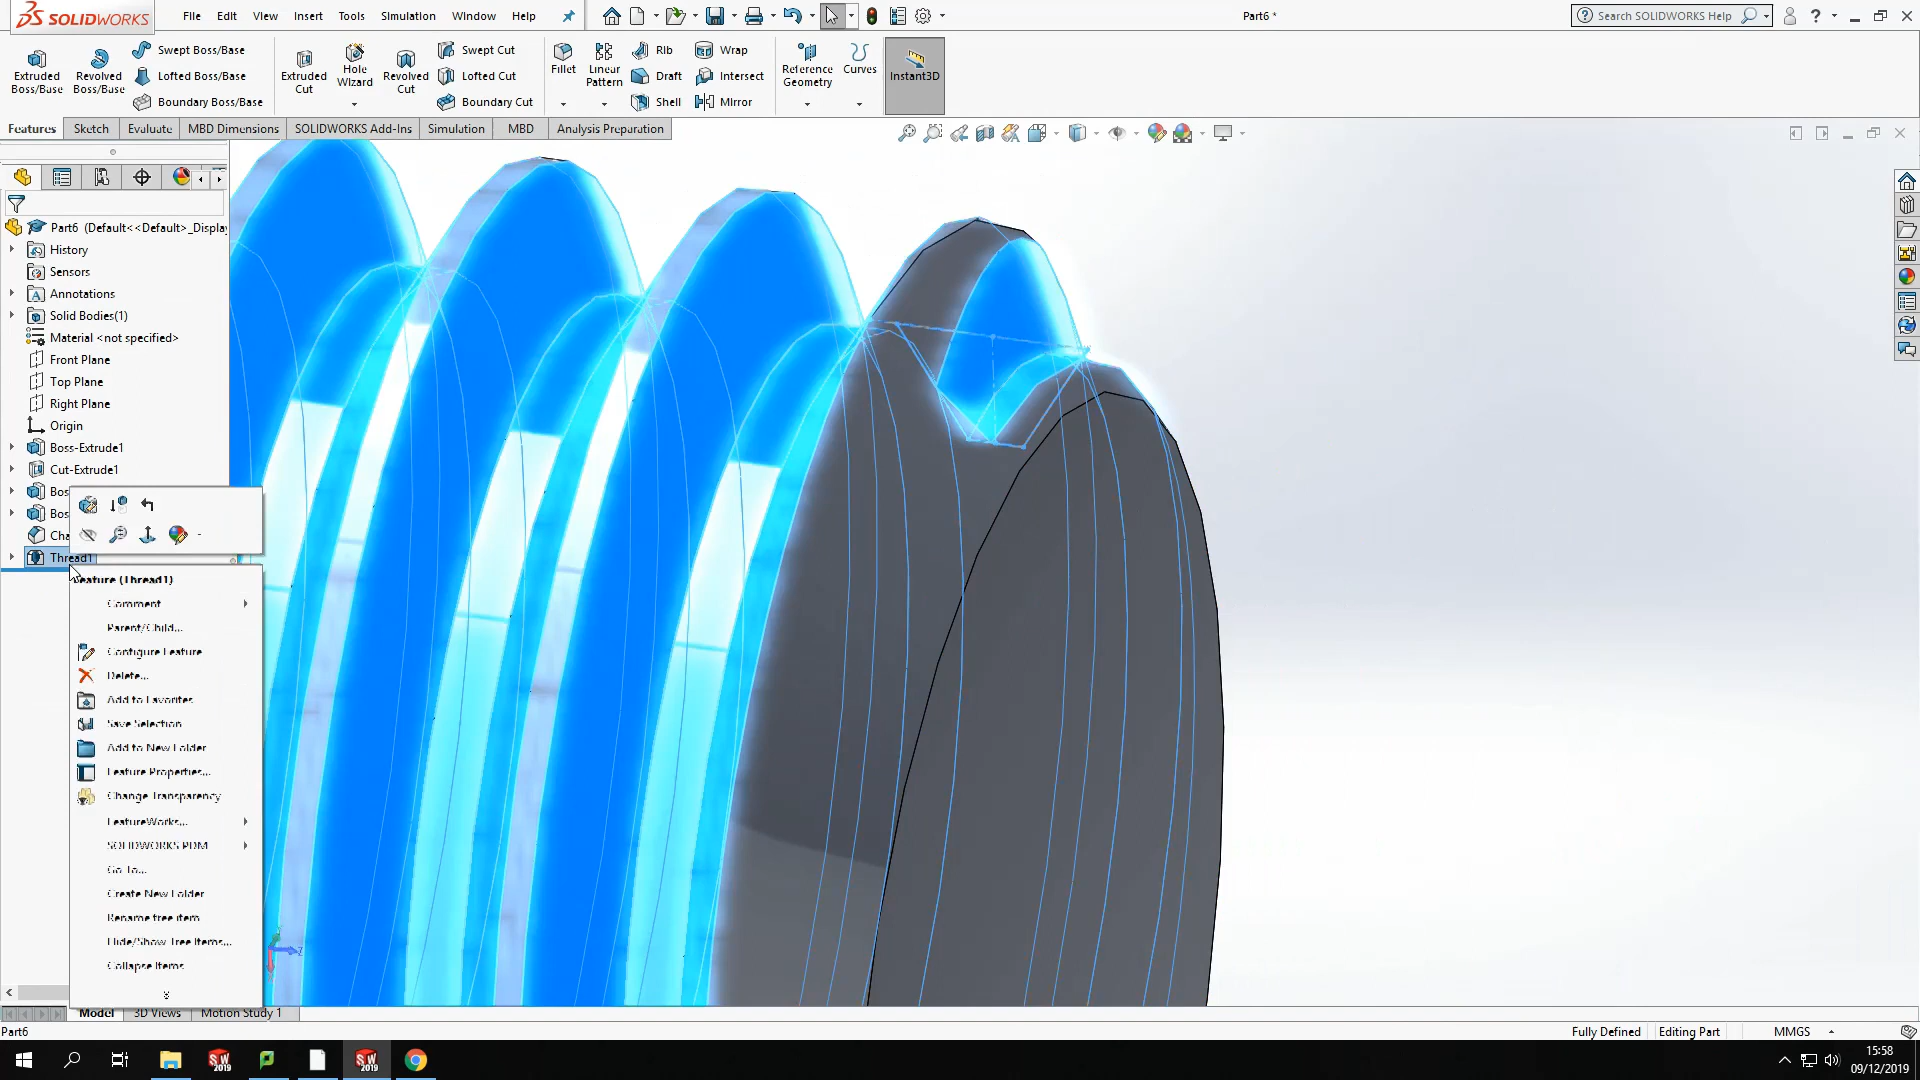 SOLIDWORKS
File Edit View Insert Tools Simulation Window Help
Part6 *
Search SOLIDWORKS Help
Extruded Boss/Base
Revolved Boss/Base
Swept Boss/Base
Lofted Boss/Base
Boundary Boss/Base
Extruded Cut
Hole Wizard
Revolved Cut
Swept Cut
Lofted Cut
Boundary Cut
Fillet
Linear Pattern
Rib
Draft
Shell
Wrap
Intersect
Mirror
Reference Geometry
Curves
Instant3D
Features Sketch Evaluate MBD Dimensions SOLIDWORKS Add-Ins Simulation MBD Analysis Preparation
Part6 (Default<<Default>_Display
History
Sensors
Annotations
Solid Bodies(1)
Material <not specified>
Front Plane
Top Plane
Right Plane
Origin
Boss-Extrude1
Cut-Extrude1
Bos
Bos
Cha
Thread1
Feature (Thread1)
Comment
Parent/Child...
Configure Feature
Delete...
Add to Favorites
Save Selection
Add to New Folder
Feature Properties...
Change Transparency
FeatureWorks...
SOLIDWORKS PDM
Go To...
Create New Folder
Rename tree item
Hide/Show Tree Items...
Collapse Items
Z
Model 3D Views Motion Study 1
Part6
Fully Defined Editing Part MMGS
SW 2019
SW 2019
15:58
09/12/2019